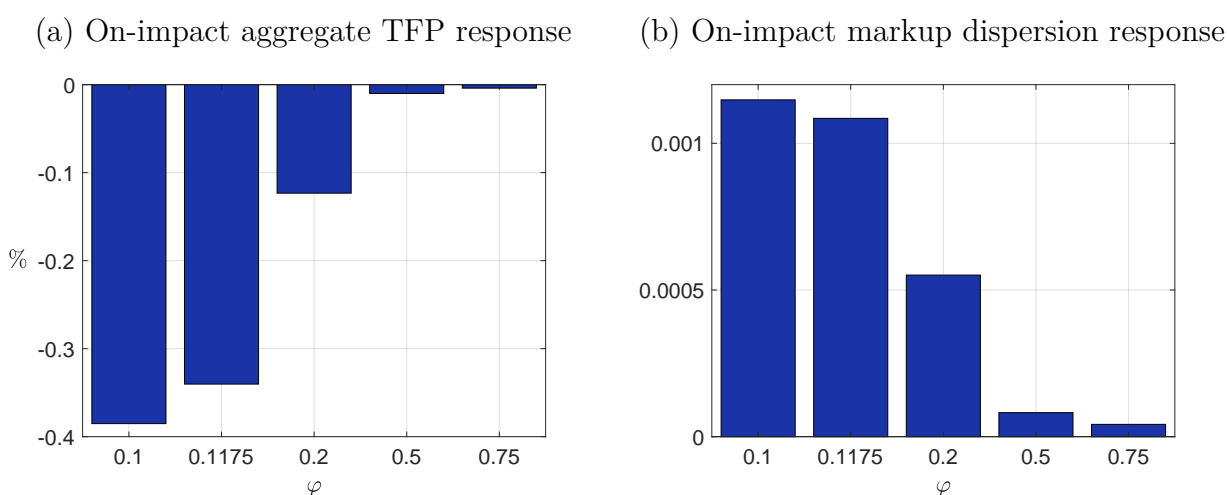 (a) On-impact aggregate TFP response
0
-0.1
-0.2
-0.3
-0.4
%
0.1 0.1175 0.2 0.5 0.75
φ
(b) On-impact markup dispersion response
0.001
0.0005
0
0.1 0.1175 0.2 0.5 0.75
φ